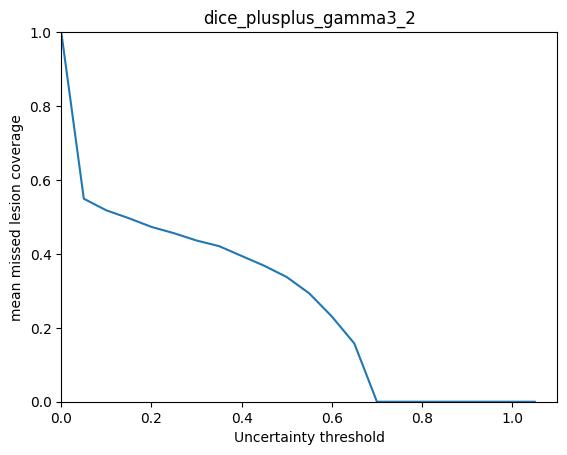 dice_plusplus_gamma3_2
mean missed lesion coverage
1.0
0.8
0.6
0.4
0.2
0.0
0.0 0.2 0.4 0.6 0.8 1.0
Uncertainty threshold